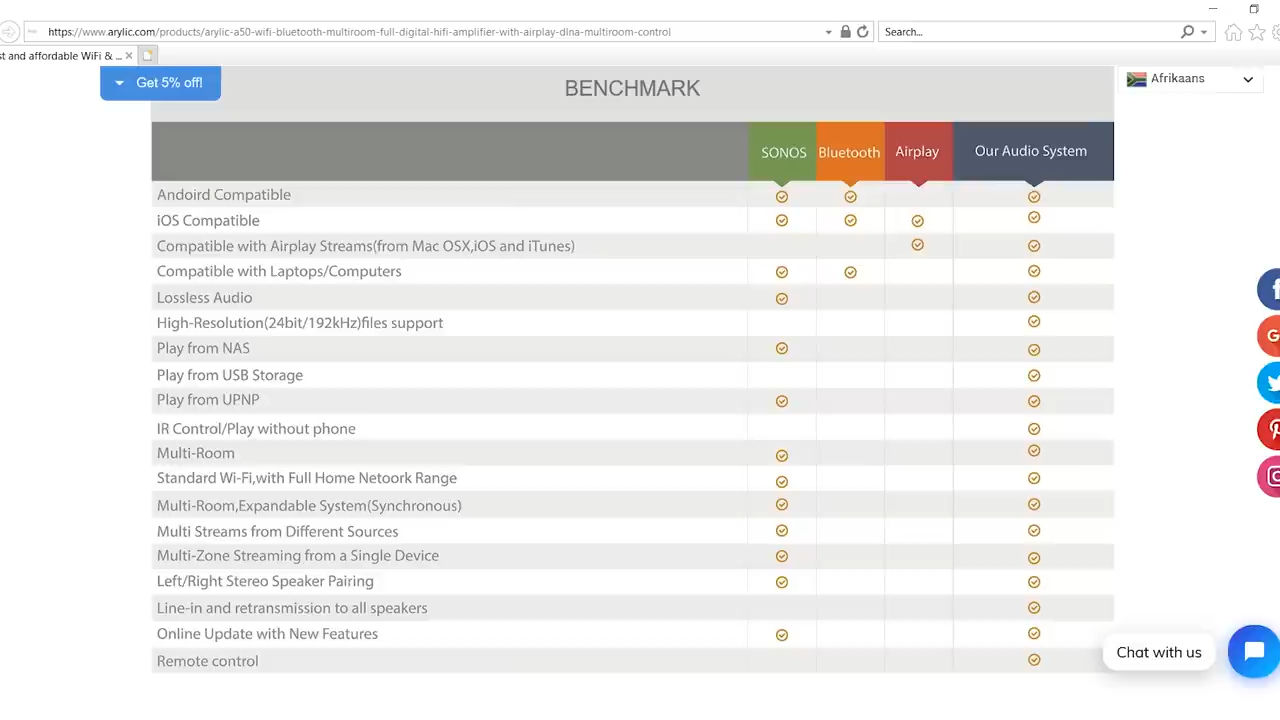 https://www.arylic.com/products/arylic-a50-wifi-bluetooth-multiroom-full-digital-hifi-amplifier-with-airplay-dlna-multiroom-control
Search...
st and affordable WiFi & ...
Get 5% off!
BENCHMARK
Afrikaans
SONOS Bluetooth Airplay Our Audio System
Andoird Compatible
iOS Compatible
Compatible with Airplay Streams(from Mac OSX,iOS and iTunes)
Compatible with Laptops/Computers
Lossless Audio
High-Resolution(24bit/192kHz)files support
Play from NAS
Play from USB Storage
Play from UPNP
IR Control/Play without phone
Multi-Room
Standard Wi-Fi,with Full Home Netoork Range
Multi-Room,Expandable System(Synchronous)
Multi Streams from Different Sources
Multi-Zone Streaming from a Single Device
Left/Right Stereo Speaker Pairing
Line-in and retransmission to all speakers
Online Update with New Features
Remote control
Chat with us